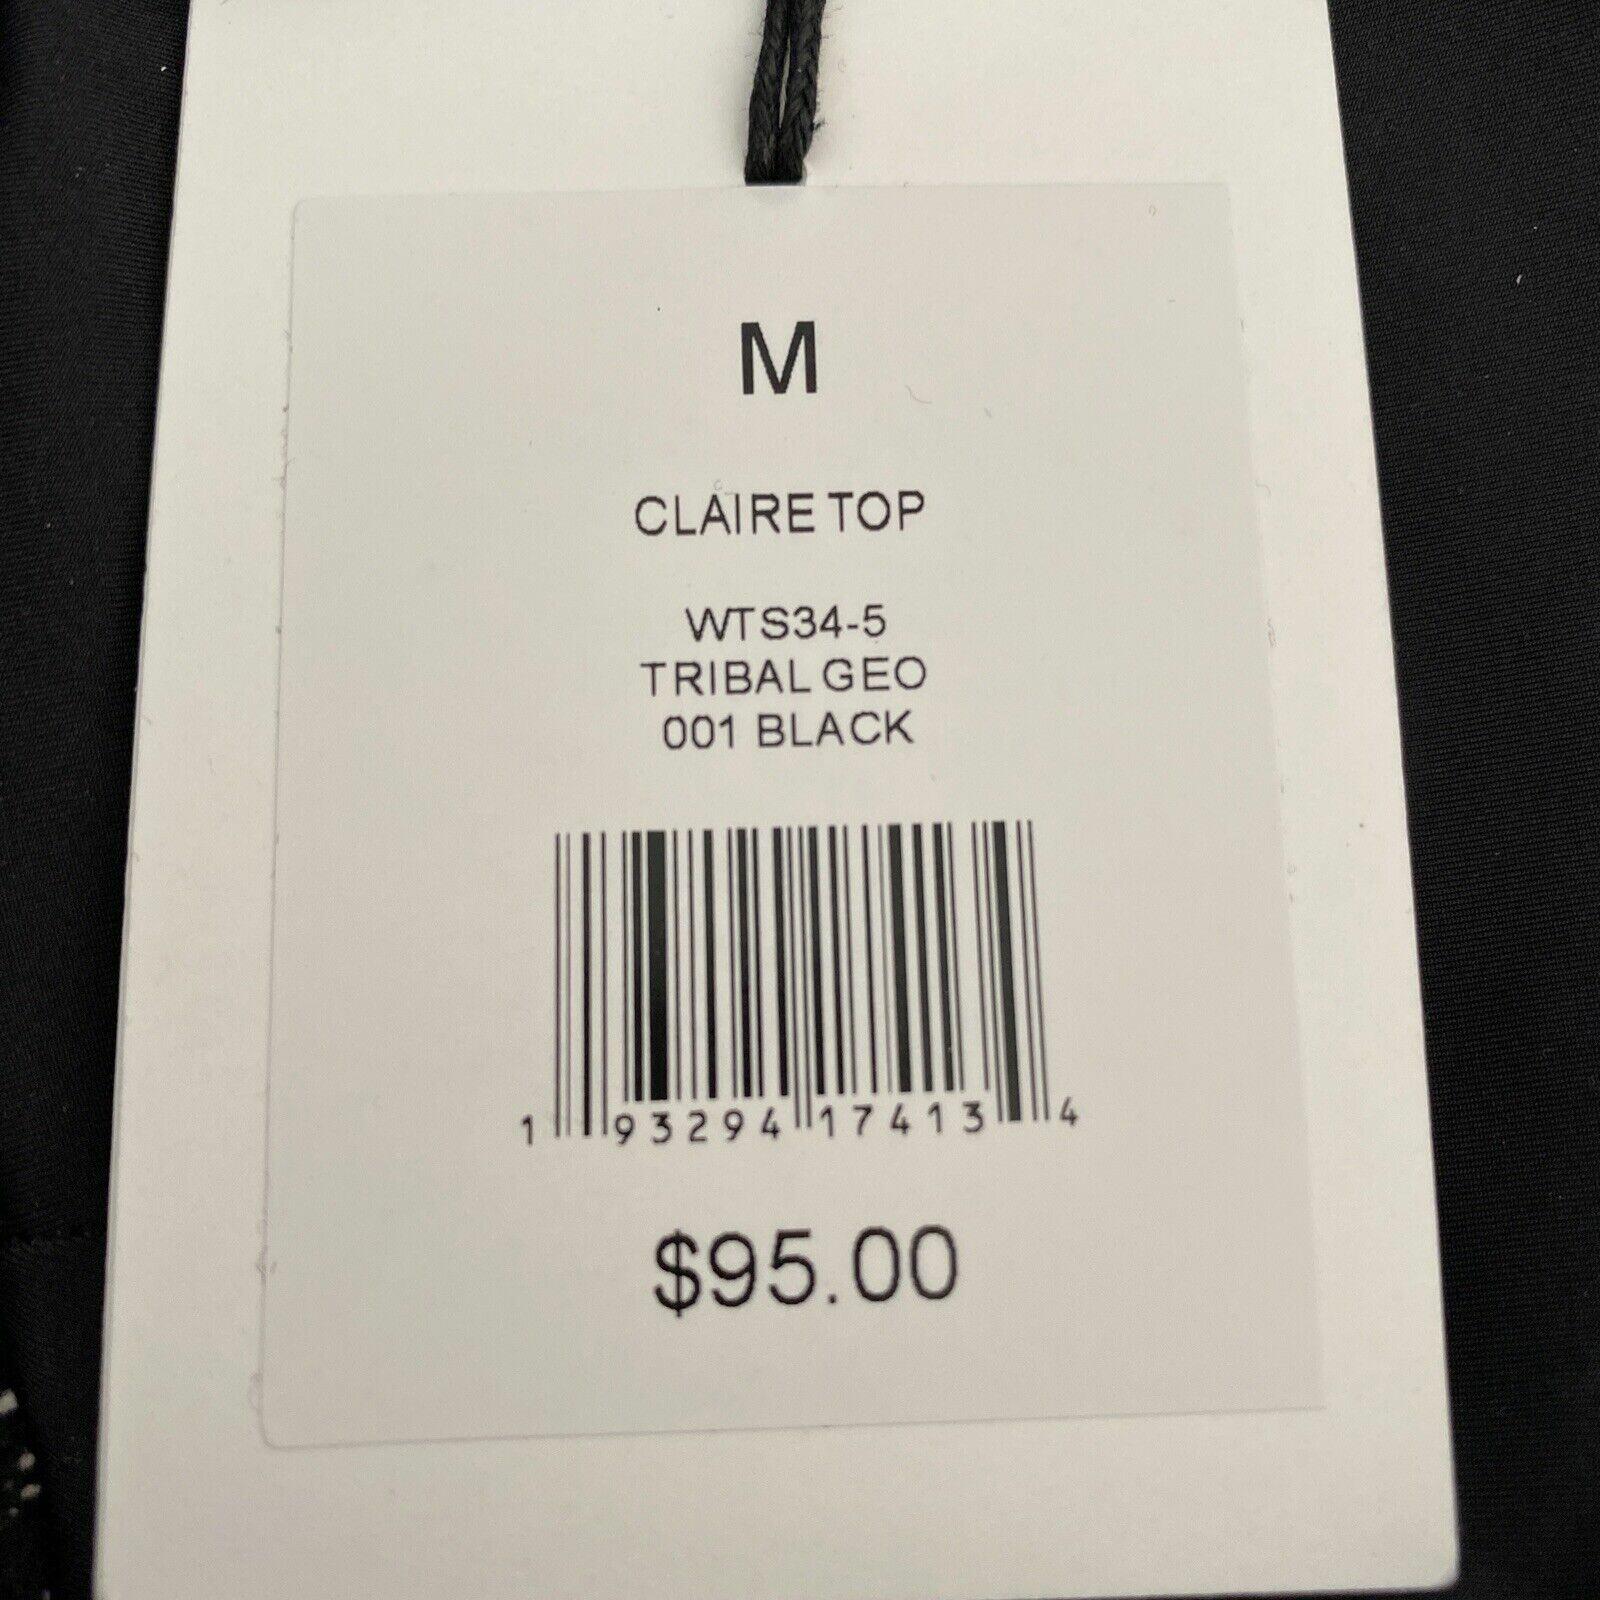 M
CLAIRE TOP
WTS34-5
TRIBAL GEO
001 BLACK
1 93294 17413 4
$95.00